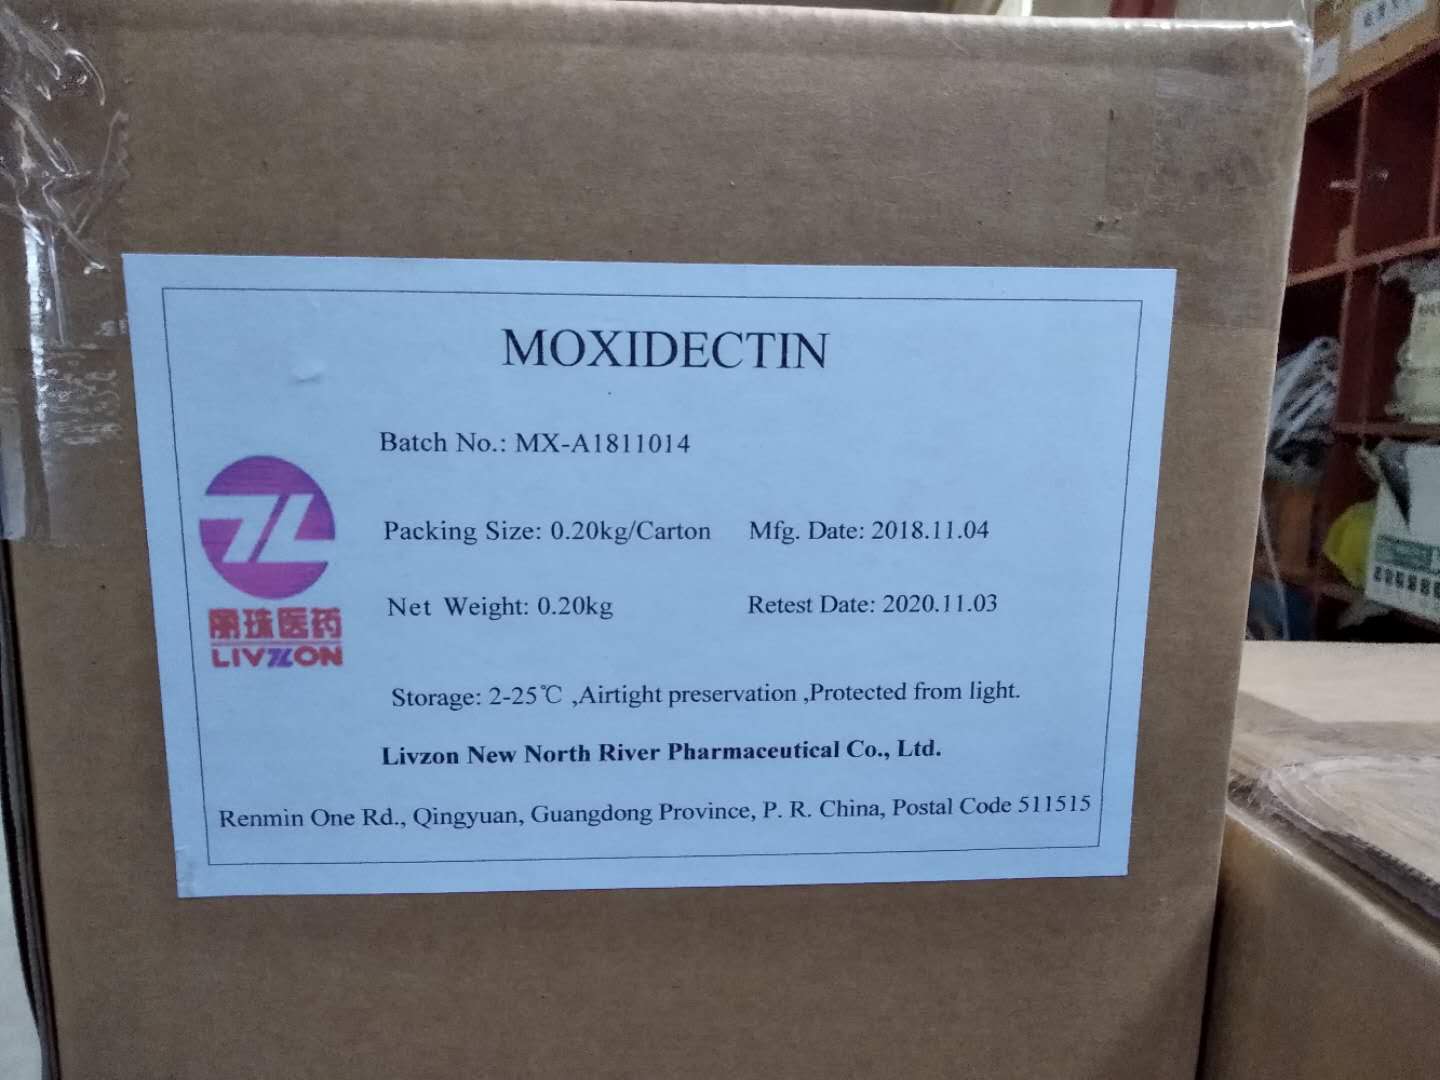 MOXIDECTIN
Batch No.: MX-A1811014
Packing Size: 0.20kg/Carton Mfg. Date: 2018.11.04
Net Weight: 0.20kg Retest Date: 2020.11.03
丽珠医药
LIVZON
Storage: 2-25℃ ,Airtight preservation ,Protected from light.
Livzon New North River Pharmaceutical Co., Ltd.
Renmin One Rd., Qingyuan, Guangdong Province, P. R. China, Postal Code 511515